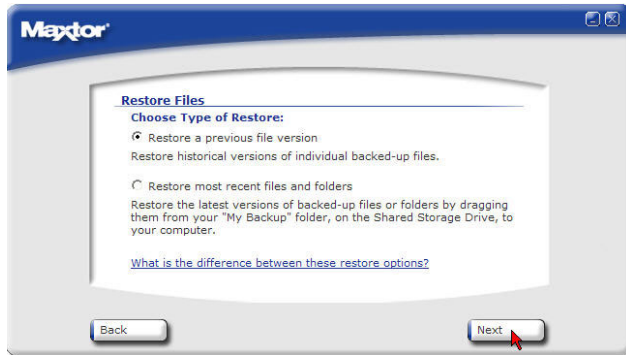 Maxtor
Restore Files
Choose Type of Restore:
Restore a previous file version
Restore historical versions of individual backed-up files.
Restore most recent files and folders
Restore the latest versions of backed-up files or folders by dragging
them from your "My Backup" folder, on the Shared Storage Drive, to
your computer.
What is the difference between these restore options?
Back
Next